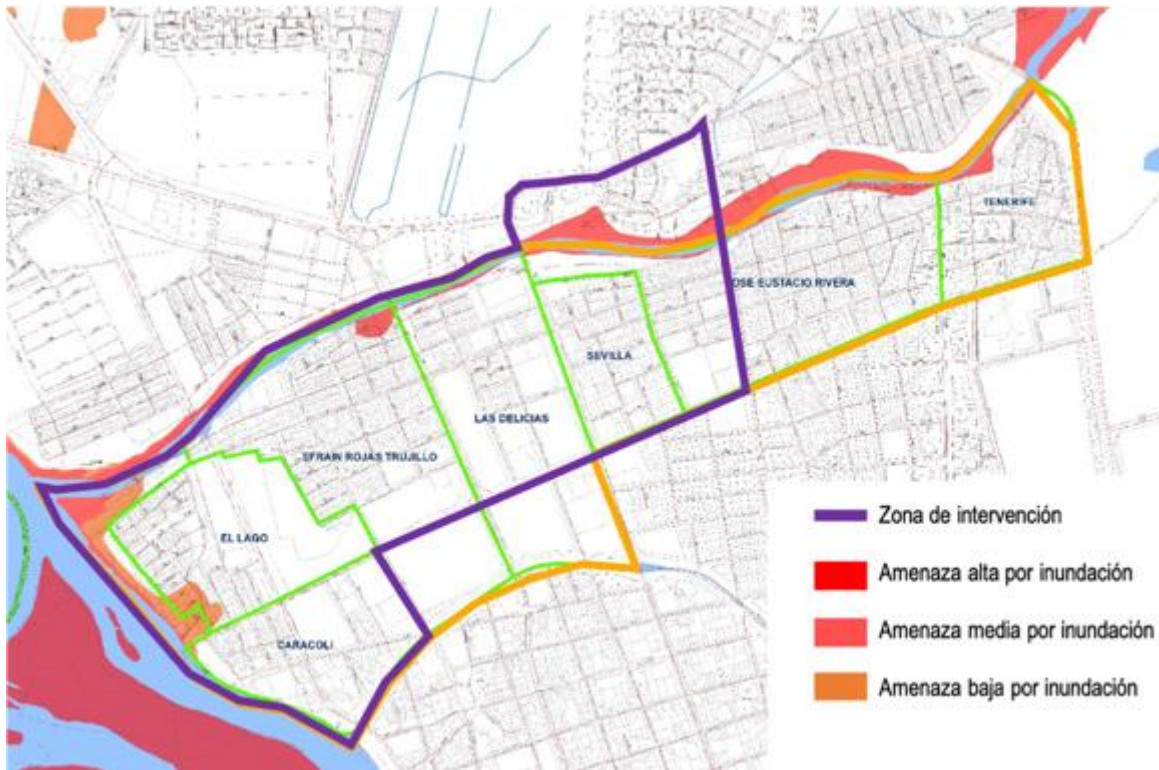 TENERIFE
OSE EUSTACIO RIVERA
SEVILLA
LAS DELICIAS
EFRAIN ROJAS TRUJILLO
EL LAGO
CARACOLI
Zona de intervención
Amenaza alta por inundación
Amenaza media por inundación
Amenaza baja por inundación